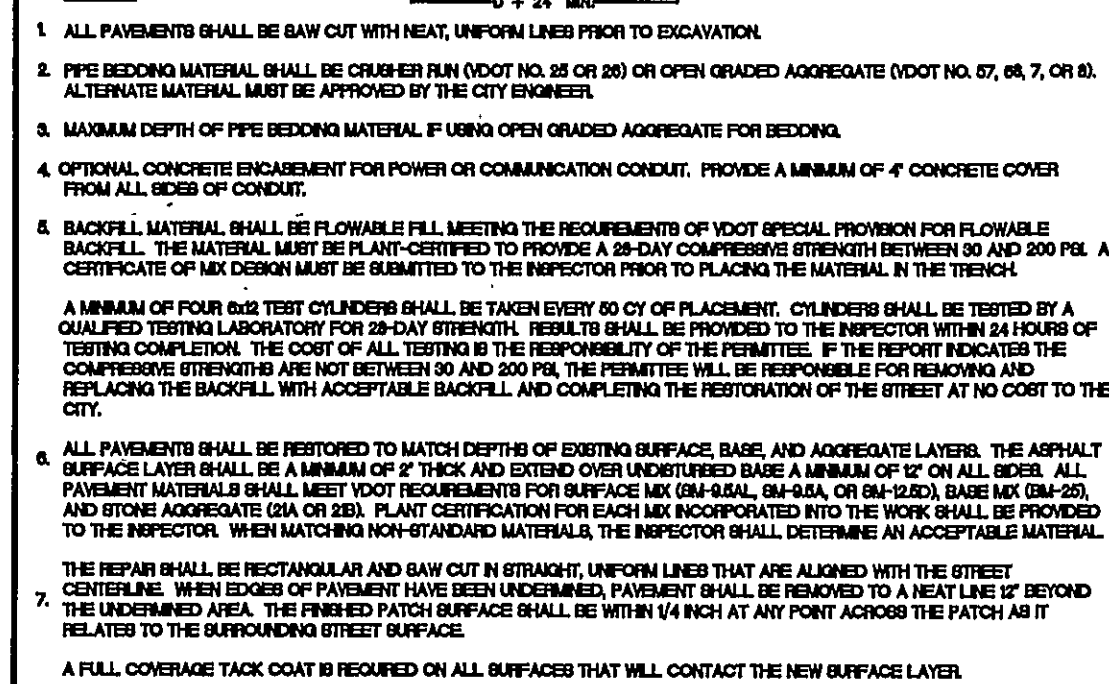 D + 24" MIN.
1. ALL PAVEMENTS SHALL BE SAW CUT WITH NEAT, UNIFORM LINES PRIOR TO EXCAVATION.
2. PIPE BEDDING MATERIAL SHALL BE CRUSHER RUN (VDOT NO. 25 OR 26) OR OPEN GRADED AGGREGATE (VDOT NO. 57, 68, 7, OR 8).
ALTERNATE MATERIAL MUST BE APPROVED BY THE CITY ENGINEER.
3. MAXIMUM DEPTH OF PIPE BEDDING MATERIAL IF USING OPEN GRADED AGGREGATE FOR BEDDING.
4. OPTIONAL CONCRETE ENCASEMENT FOR POWER OR COMMUNICATION CONDUIT. PROVIDE A MINIMUM OF 4" CONCRETE COVER
FROM ALL SIDES OF CONDUIT.
5. BACKFILL MATERIAL SHALL BE FLOWABLE FILL MEETING THE REQUIREMENTS OF VDOT SPECIAL PROVISION FOR FLOWABLE
BACKFILL. THE MATERIAL MUST BE PLANT-CERTIFIED TO PROVIDE A 28-DAY COMPRESSIVE STRENGTH BETWEEN 30 AND 200 PSI. A
CERTIFICATE OF MIX DESIGN MUST BE SUBMITTED TO THE INSPECTOR PRIOR TO PLACING THE MATERIAL IN THE TRENCH.
A MINIMUM OF FOUR 6x12 TEST CYLINDERS SHALL BE TAKEN EVERY 50 CY OF PLACEMENT. CYLINDERS SHALL BE TESTED BY A
QUALIFIED TESTING LABORATORY FOR 28-DAY STRENGTH. RESULTS SHALL BE PROVIDED TO THE INSPECTOR WITHIN 24 HOURS OF
TESTING COMPLETION. THE COST OF ALL TESTING IS THE RESPONSIBILITY OF THE PERMITTEE. IF THE REPORT INDICATES THE
COMPRESSIVE STRENGTHS ARE NOT BETWEEN 30 AND 200 PSI, THE PERMITTEE WILL BE RESPONSIBLE FOR REMOVING AND
REPLACING THE BACKFILL WITH ACCEPTABLE BACKFILL AND COMPLETING THE RESTORATION OF THE STREET AT NO COST TO THE
CITY.
6. ALL PAVEMENTS SHALL BE RESTORED TO MATCH DEPTHS OF EXISTING SURFACE, BASE, AND AGGREGATE LAYERS. THE ASPHALT
SURFACE LAYER SHALL BE A MINIMUM OF 2" THICK AND EXTEND OVER UNDISTURBED BASE A MINIMUM OF 12" ON ALL SIDES. ALL
PAVEMENT MATERIALS SHALL MEET VDOT REQUIREMENTS FOR SURFACE MIX (SM-9.5AL, SM-9.5A, OR SM-12.5D), BASE MIX (BM-25),
AND STONE AGGREGATE (21A OR 21B). PLANT CERTIFICATION FOR EACH MIX INCORPORATED INTO THE WORK SHALL BE PROVIDED
TO THE INSPECTOR. WHEN MATCHING NON-STANDARD MATERIALS, THE INSPECTOR SHALL DETERMINE AN ACCEPTABLE MATERIAL.
THE REPAIR SHALL BE RECTANGULAR AND SAW CUT IN STRAIGHT, UNIFORM LINES THAT ARE ALIGNED WITH THE STREET
7. CENTERLINE. WHEN EDGES OF PAVEMENT HAVE BEEN UNDERMINED, PAVEMENT SHALL BE REMOVED TO A NEAT LINE 12" BEYOND
THE UNDERMINED AREA. THE FINISHED PATCH SURFACE SHALL BE WITHIN 1/4 INCH AT ANY POINT ACROSS THE PATCH AS IT
RELATES TO THE SURROUNDING STREET SURFACE.
A FULL COVERAGE TACK COAT IS REQUIRED ON ALL SURFACES THAT WILL CONTACT THE NEW SURFACE LAYER.